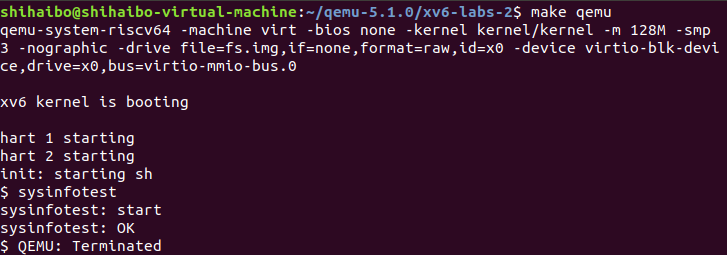 shihaibo@shihaibo-virtual-machine:~/qemu-5.1.0/xv6-labs-2$ make qemu
qemu-system-riscv64 -machine virt -bios none -kernel kernel/kernel -m 128M -smp
3 -nographic -drive file=fs.img,if=none,format=raw,id=x0 -device virtio-blk-devi
ce,drive=x0,bus=virtio-mmio-bus.0
xv6 kernel is booting
hart 1 starting
hart 2 starting
init: starting sh
$ sysinfotest
sysinfotest: start
sysinfotest: OK
$ QEMU: Terminated